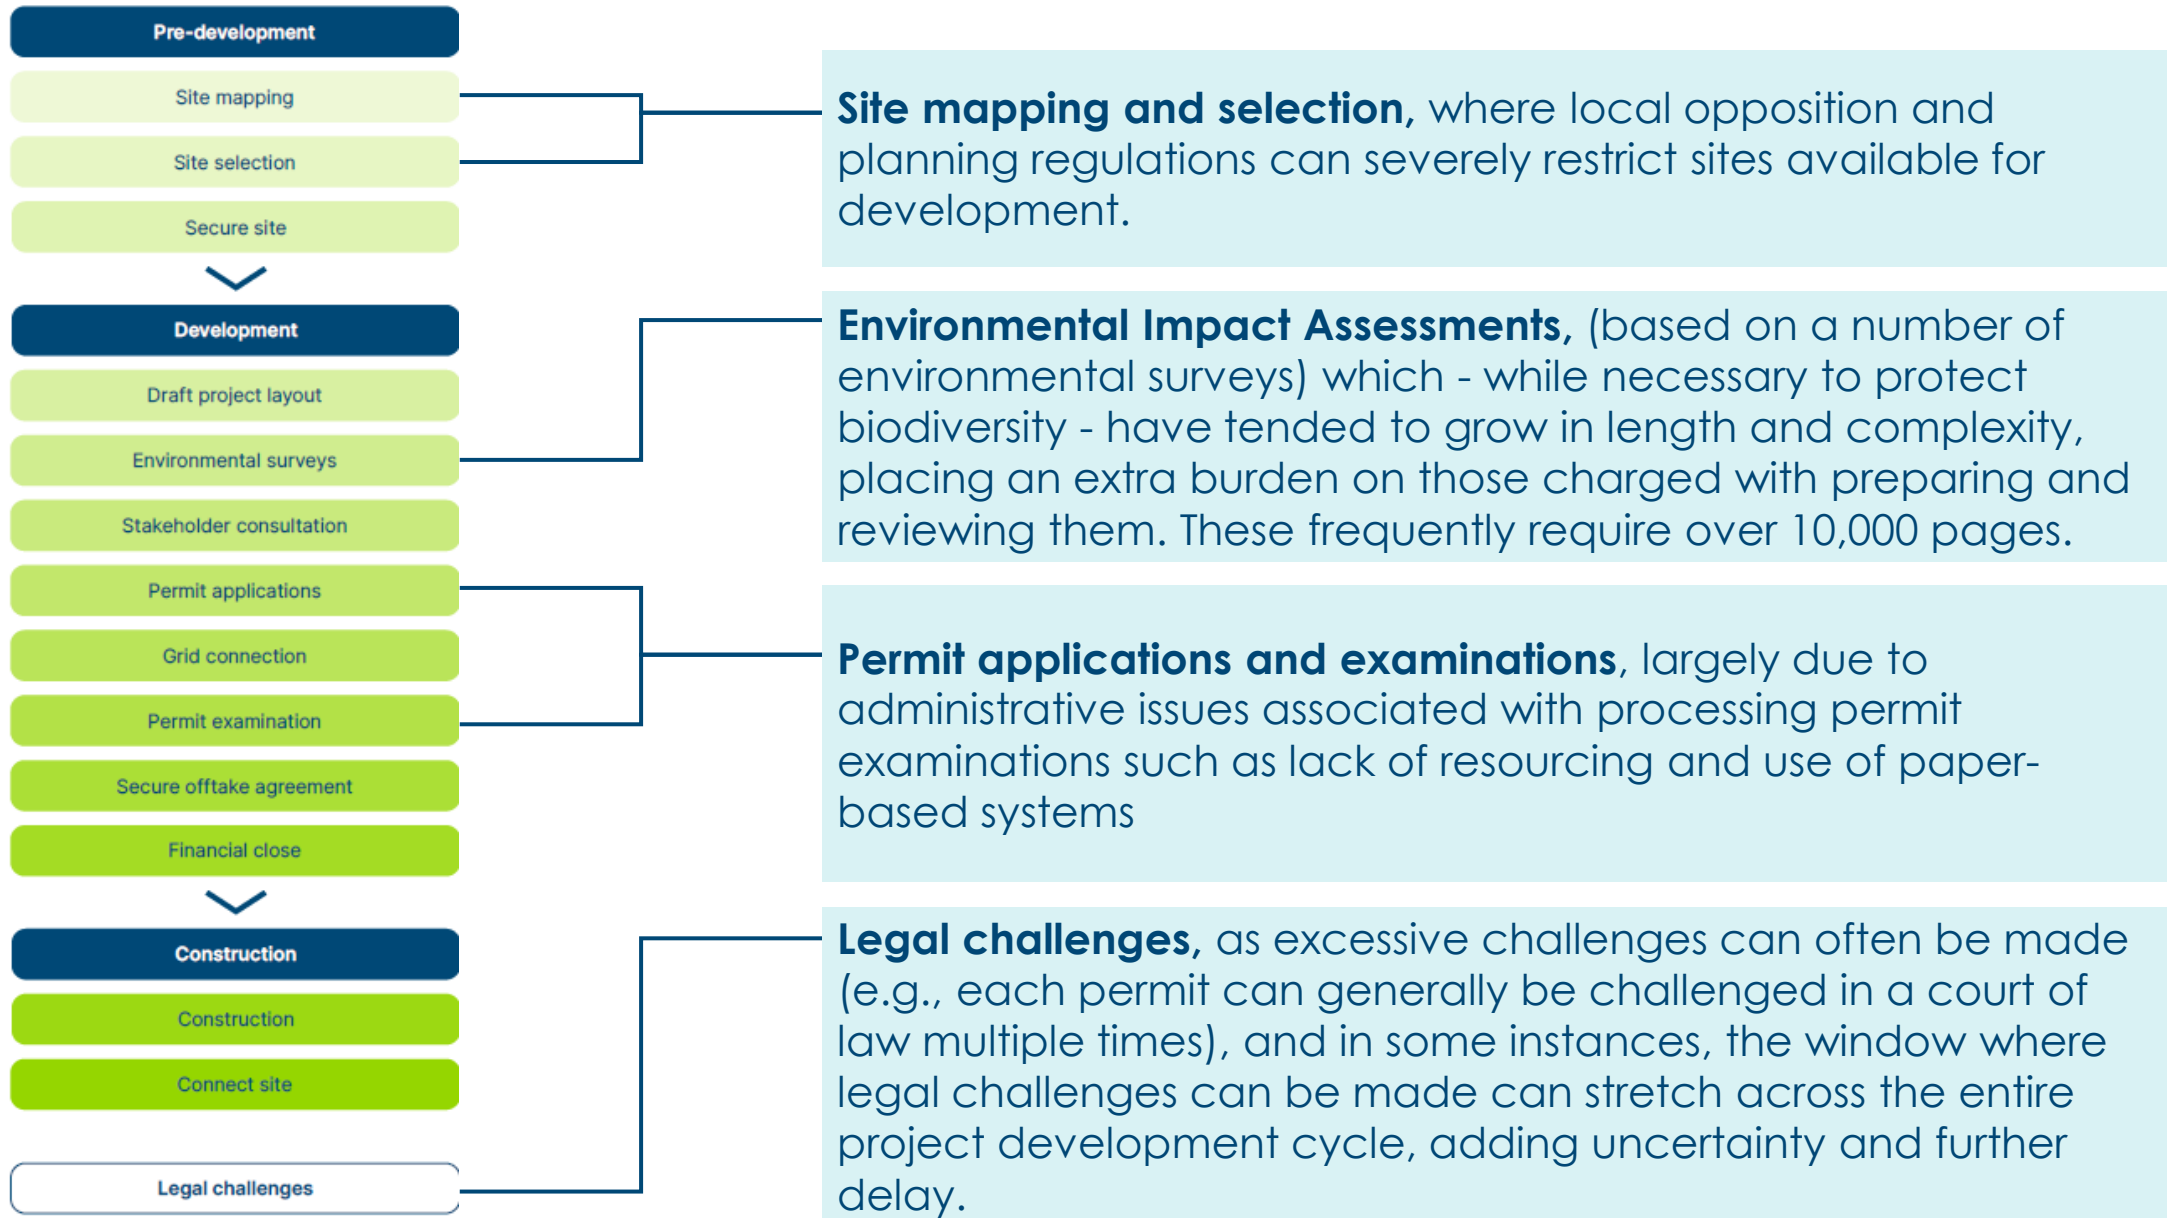 Pre-development
Site mapping
Site selection
Secure site
Development
Draft project layout
Environmental surveys
Stakeholder consultation
Permit applications
Grid connection
Permit examination
Secure offtake agreement
Financial close
Construction
Construction
Connect site
Legal challenges
Site mapping and selection, where local opposition and
planning regulations can severely restrict sites available for
development.
Environmental Impact Assessments, (based on a number of
environmental surveys) which - while necessary to protect
biodiversity - have tended to grow in length and complexity,
placing an extra burden on those charged with preparing and
reviewing them. These frequently require over 10,000 pages.
Permit applications and examinations, largely due to
administrative issues associated with processing permit
examinations such as lack of resourcing and use of paper-
based systems
Legal challenges, as excessive challenges can often be made
(e.g., each permit can generally be challenged in a court of
law multiple times), and in some instances, the window where
legal challenges can be made can stretch across the entire
project development cycle, adding uncertainty and further
delay.